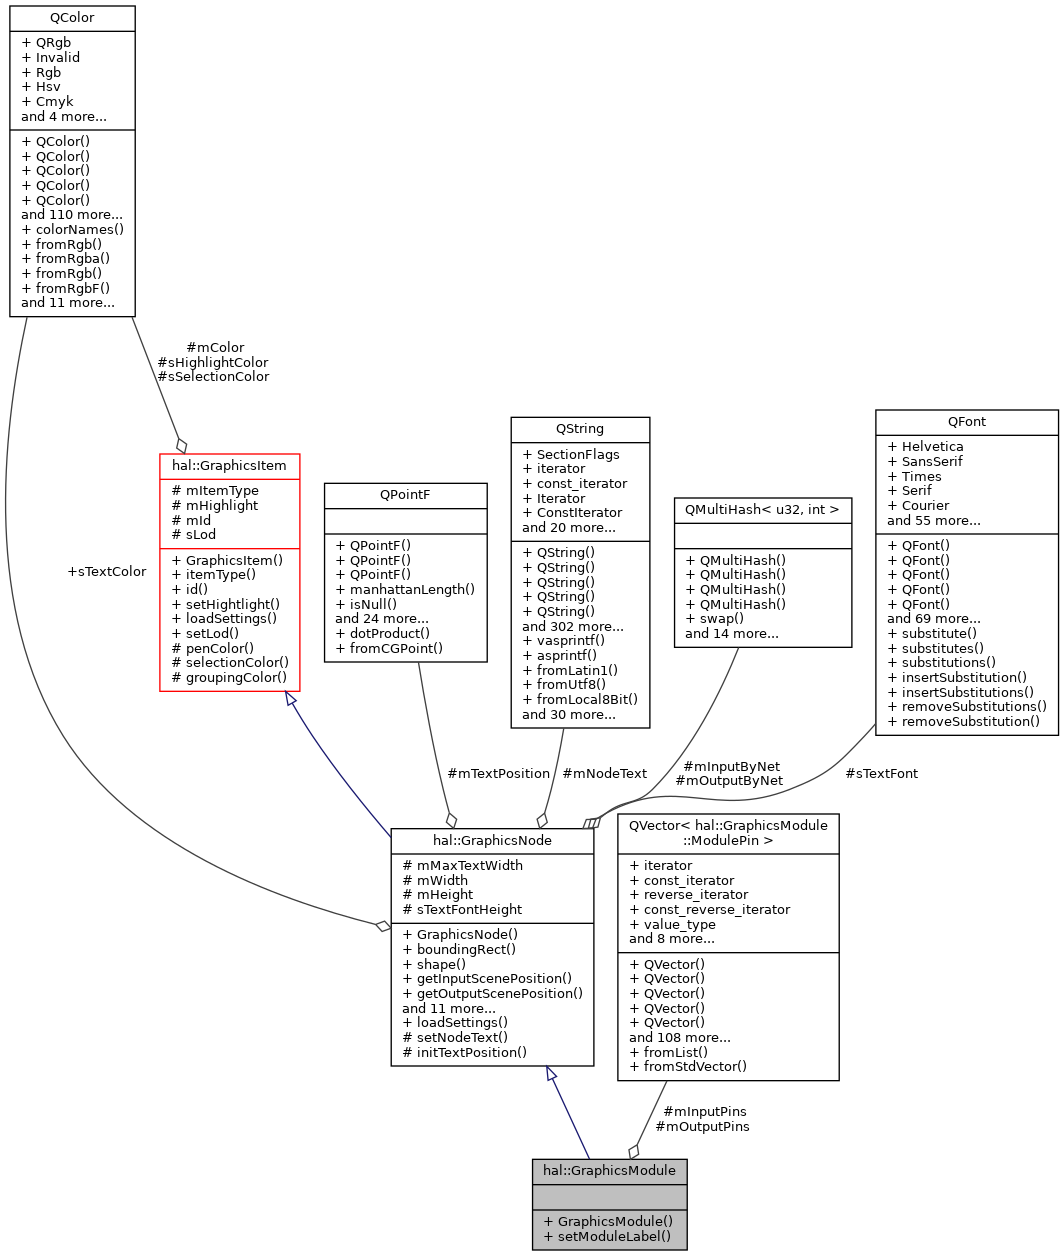 QColor
+ QRgb
+ Invalid
+ Rgb
+ Hsv
+ Cmyk
and 4 more...
+ QColor()
+ QColor()
+ QColor()
+ QColor()
+ QColor()
and 110 more...
+ colorNames()
+ fromRgb()
+ fromRgba()
+ fromRgb()
+ fromRgbF()
and 11 more...
#mColor
#sHighlightColor
#sSelectionColor
+sTextColor
hal::GraphicsItem
# mItemType
# mHighlight
# mId
# sLod
+ GraphicsItem()
+ itemType()
+ id()
+ setHightlight()
+ loadSettings()
+ setLod()
# penColor()
# selectionColor()
# groupingColor()
QPointF
+ QPointF()
+ QPointF()
+ QPointF()
+ manhattanLength()
+ isNull()
and 24 more...
+ dotProduct()
+ fromCGPoint()
QString
+ SectionFlags
+ iterator
+ const_iterator
+ Iterator
+ ConstIterator
and 20 more...
+ QString()
+ QString()
+ QString()
+ QString()
+ QString()
and 302 more...
+ vasprintf()
+ asprintf()
+ fromLatin1()
+ fromUtf8()
+ fromLocal8Bit()
and 30 more...
QMultiHash< u32, int >
+ QMultiHash()
+ QMultiHash()
+ QMultiHash()
+ QMultiHash()
+ swap()
and 14 more...
QFont
+ Helvetica
+ SansSerif
+ Times
+ Serif
+ Courier
and 55 more...
+ QFont()
+ QFont()
+ QFont()
+ QFont()
+ QFont()
and 69 more...
+ substitute()
+ substitutes()
+ substitutions()
+ insertSubstitution()
+ insertSubstitutions()
+ removeSubstitutions()
+ removeSubstitution()
#mTextPosition
#mNodeText
#mInputByNet
#mOutputByNet
#sTextFont
hal::GraphicsNode
# mMaxTextWidth
# mWidth
# mHeight
# sTextFontHeight
+ GraphicsNode()
+ boundingRect()
+ shape()
+ getInputScenePosition()
+ getOutputScenePosition()
and 11 more...
+ loadSettings()
# setNodeText()
# initTextPosition()
QVector< hal::GraphicsModule
::ModulePin >
+ iterator
+ const_iterator
+ reverse_iterator
+ const_reverse_iterator
+ value_type
and 8 more...
+ QVector()
+ QVector()
+ QVector()
+ QVector()
+ QVector()
and 108 more...
+ fromList()
+ fromStdVector()
#mInputPins
#mOutputPins
hal::GraphicsModule
+ GraphicsModule()
+ setModuleLabel()